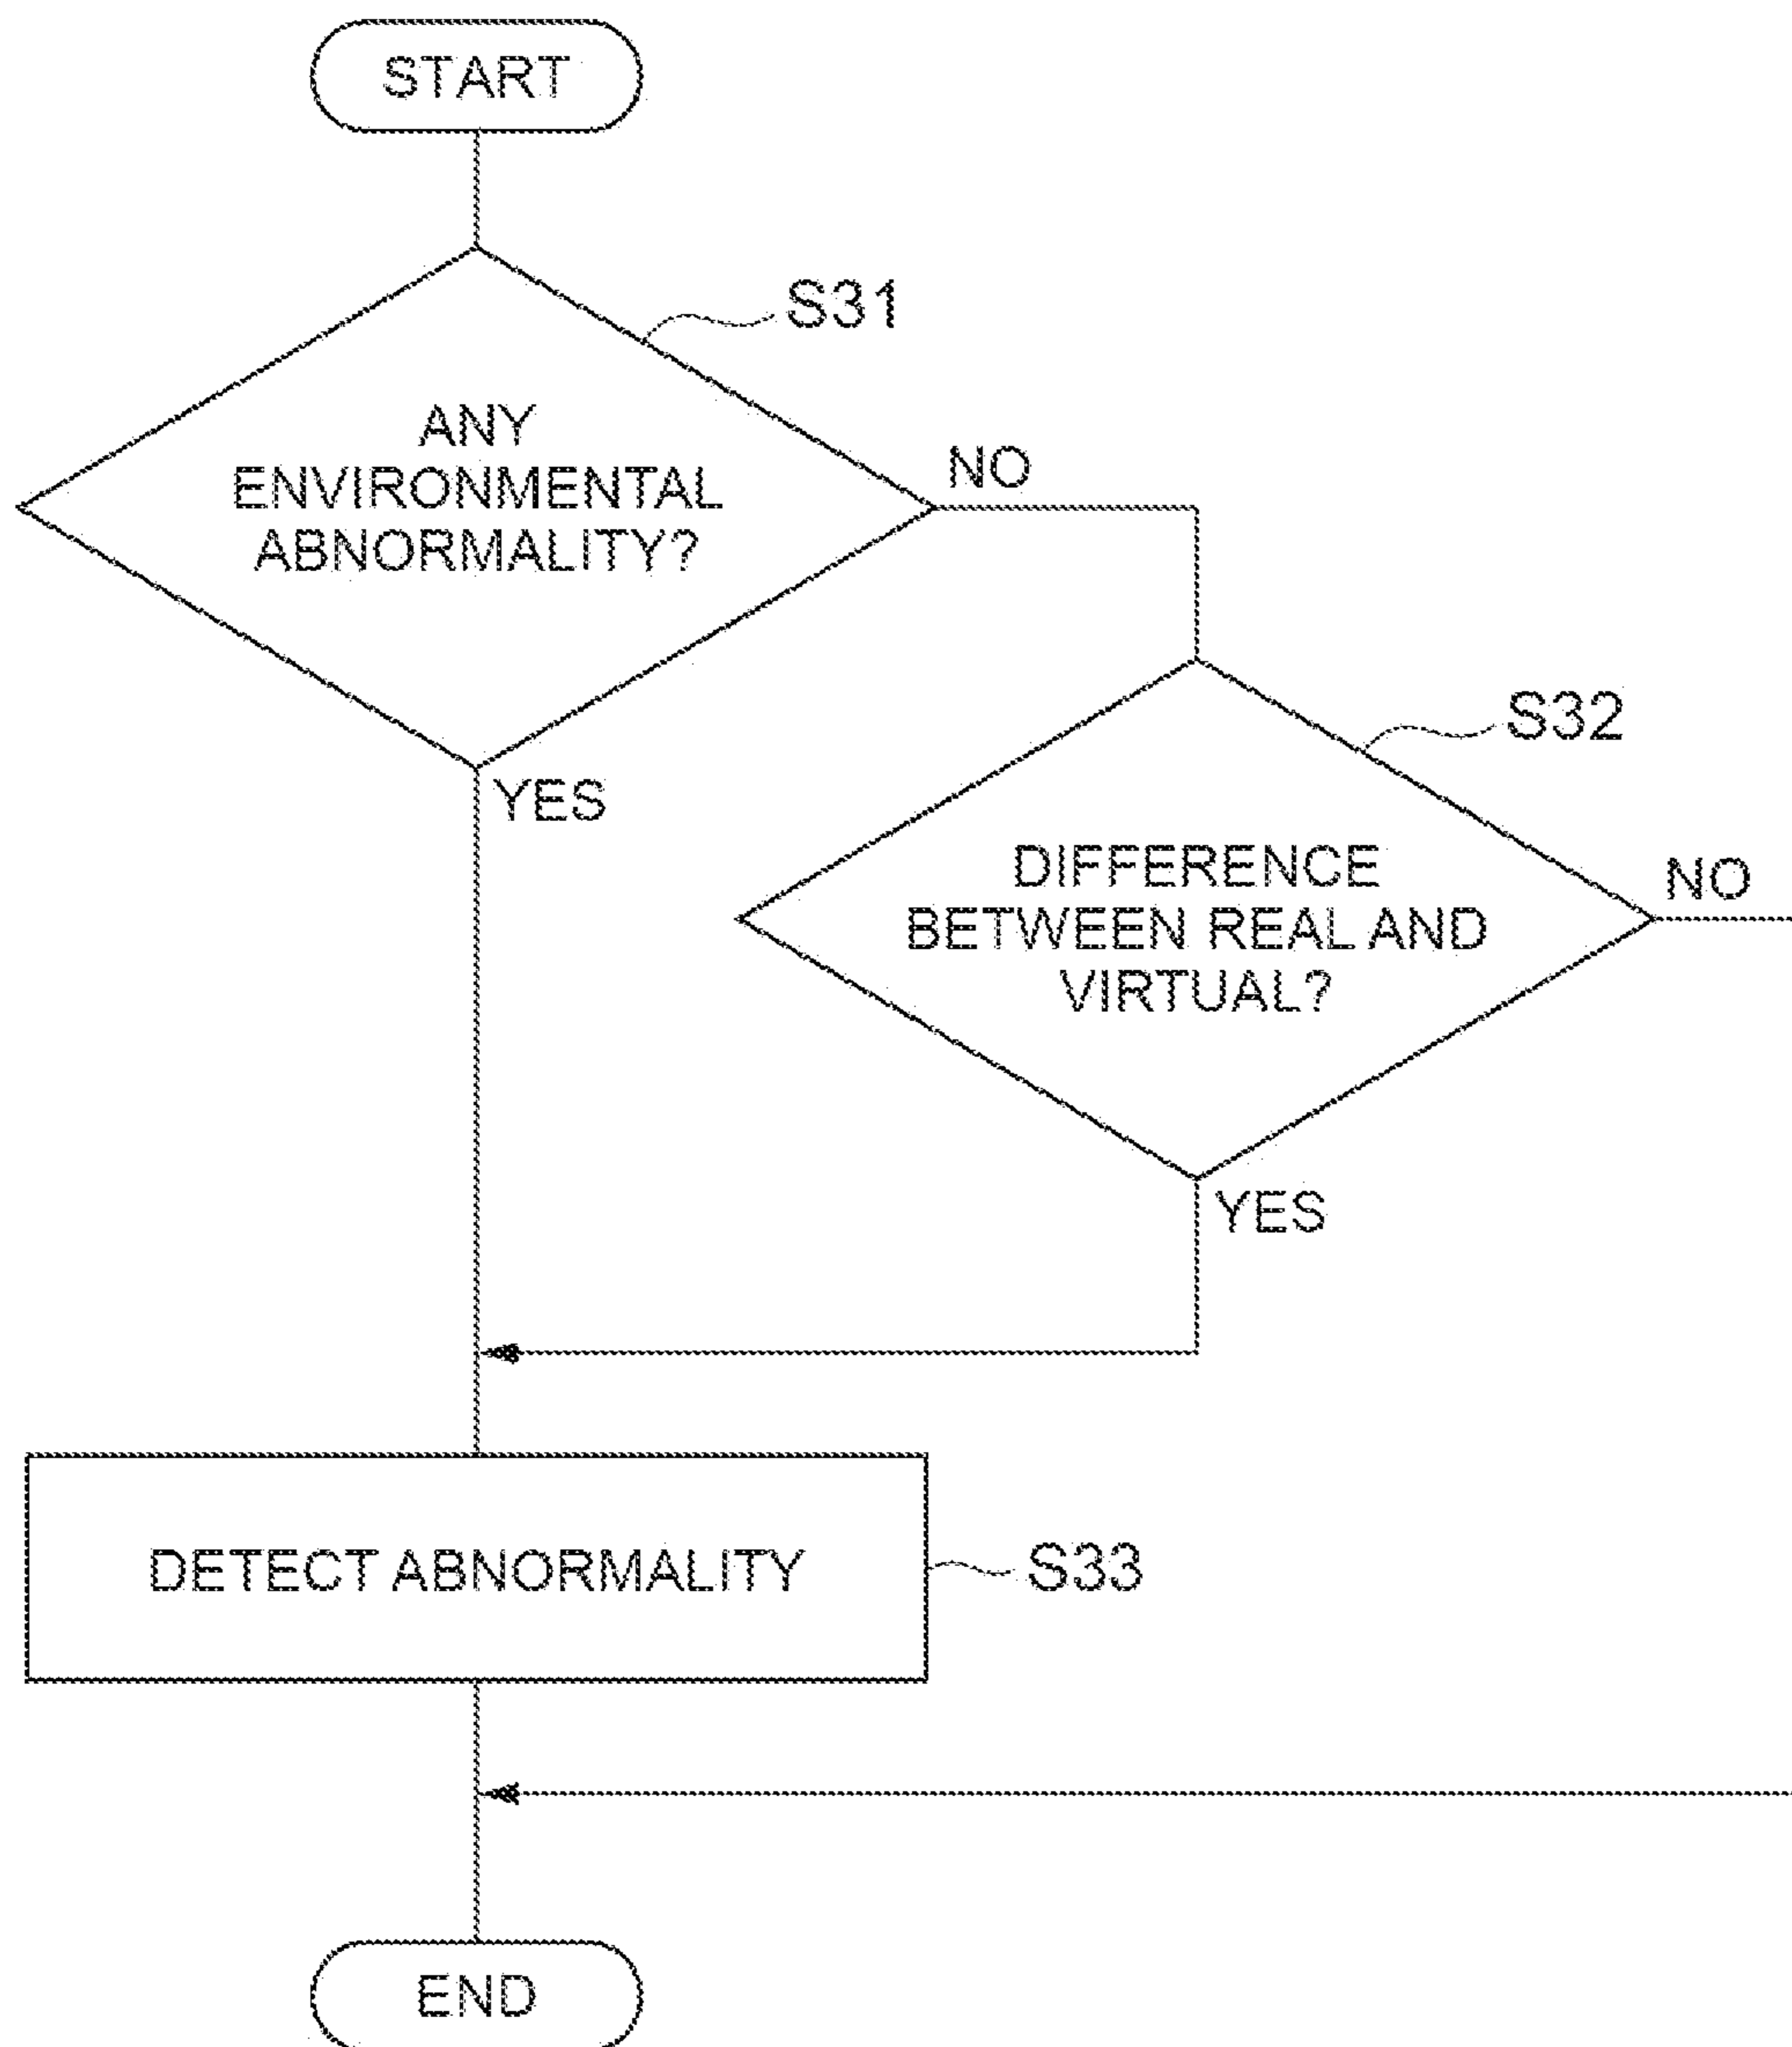 START
S31
ANY
ENVIRONMENTAL
ABNORMALITY?
NO
YES
S32
DIFFERENCE
BETWEEN REAL AND
VIRTUAL?
NO
YES
DETECT ABNORMALITY
S33
END